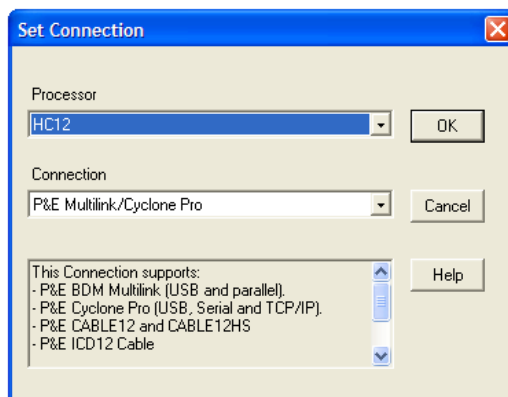 Set Connection
Processor
HC12
OK
Connection
P&E Multilink/Cyclone Pro
Cancel
This Connection supports:
- P&E BDM Multilink (USB and parallel).
- P&E Cyclone Pro (USB, Serial and TCP/IP).
- P&E CABLE12 and CABLE12HS
- P&E ICD12 Cable
Help